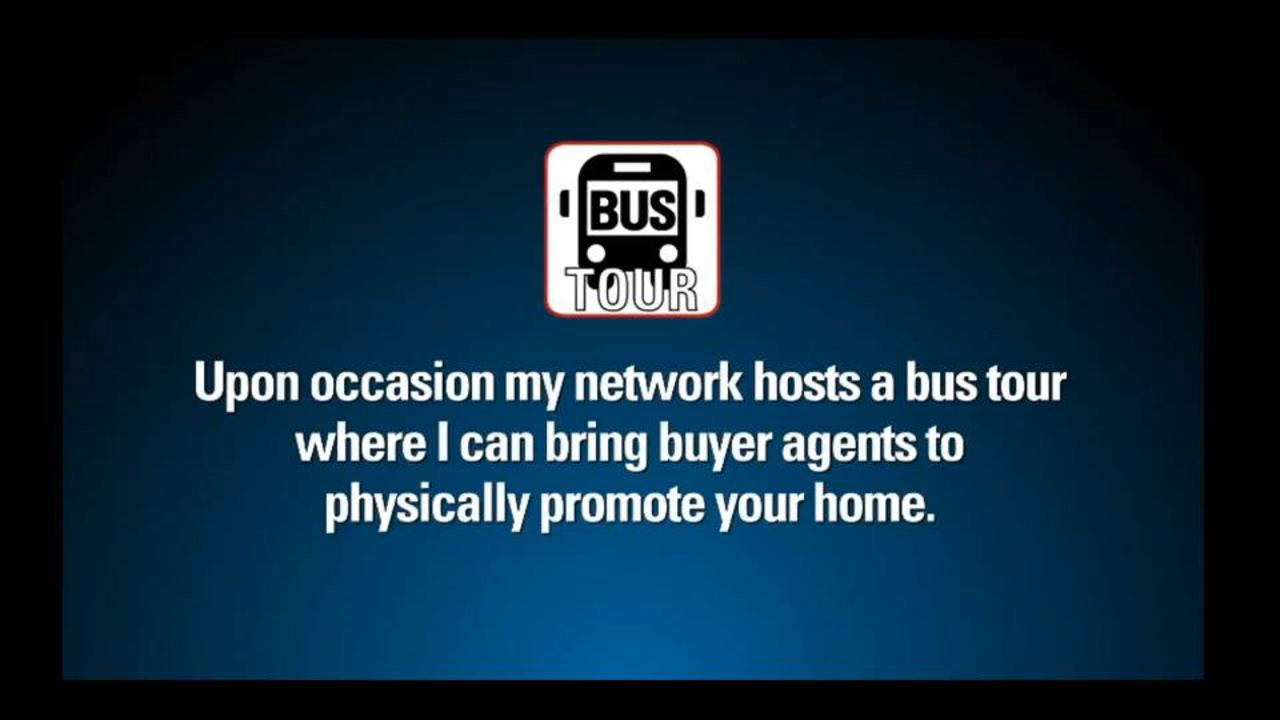 BUS
TOUR
Upon occasion my network hosts a bus tour
where I can bring buyer agents to
physically promote your home.